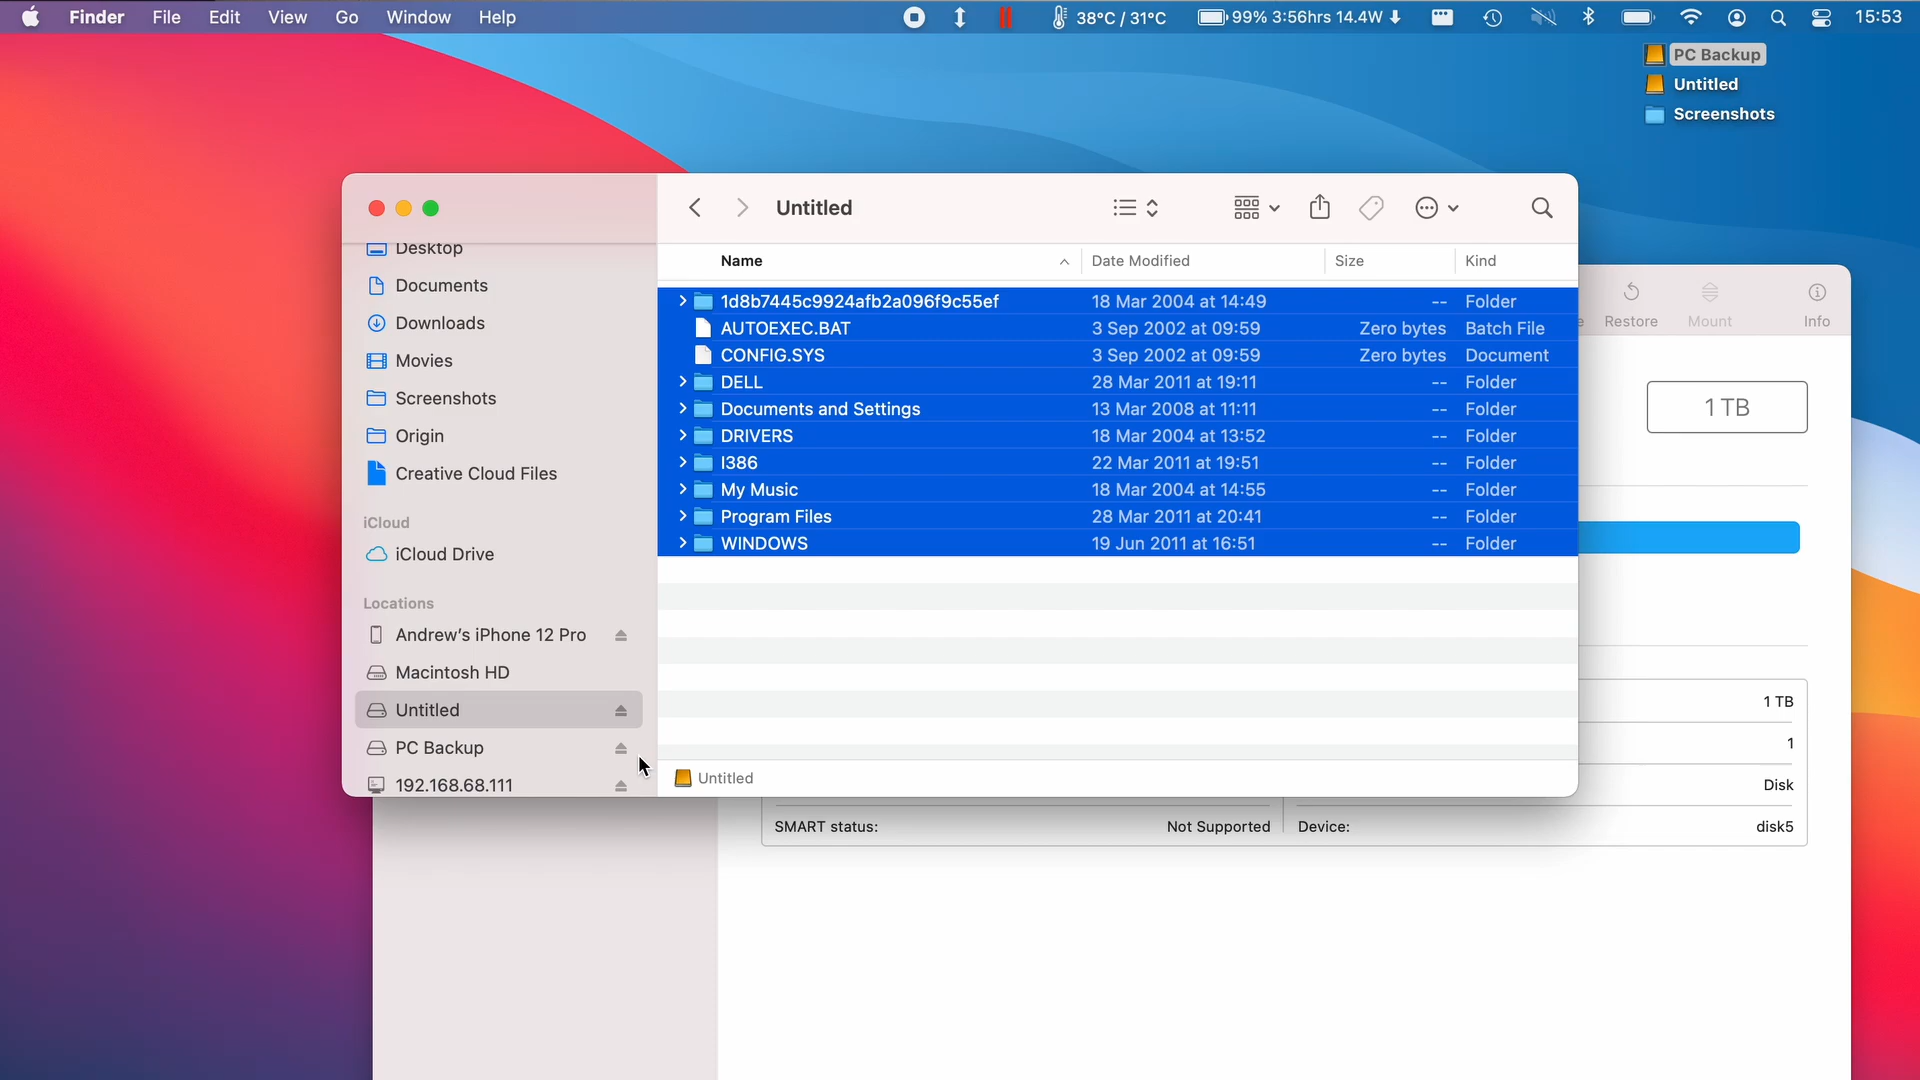 Finder File Edit View Go Window Help 38°C / 31°C 99% 3:56hrs 14.4W 15:53
PC Backup
Untitled
Screenshots
Untitled
Desktop
Documents
Downloads
Movies
Screenshots
Origin
Creative Cloud Files
iCloud
iCloud Drive
Locations
Andrew's iPhone 12 Pro
Macintosh HD
Untitled
PC Backup
192.168.68.111
Name Date Modified Size Kind
1d8b7445c9924afb2a096f9c55ef 18 Mar 2004 at 14:49 -- Folder
AUTOEXEC.BAT 3 Sep 2002 at 09:59 Zero bytes Batch File
CONFIG.SYS 3 Sep 2002 at 09:59 Zero bytes Document
DELL 28 Mar 2011 at 19:11 -- Folder
Documents and Settings 13 Mar 2008 at 11:11 -- Folder
DRIVERS 18 Mar 2004 at 13:52 -- Folder
I386 22 Mar 2011 at 19:51 -- Folder
My Music 18 Mar 2004 at 14:55 -- Folder
Program Files 28 Mar 2011 at 20:41 -- Folder
WINDOWS 19 Jun 2011 at 16:51 -- Folder
Untitled
Restore Mount Info
1 TB
1 TB
1
Disk
SMART status: Not Supported Device: disk5